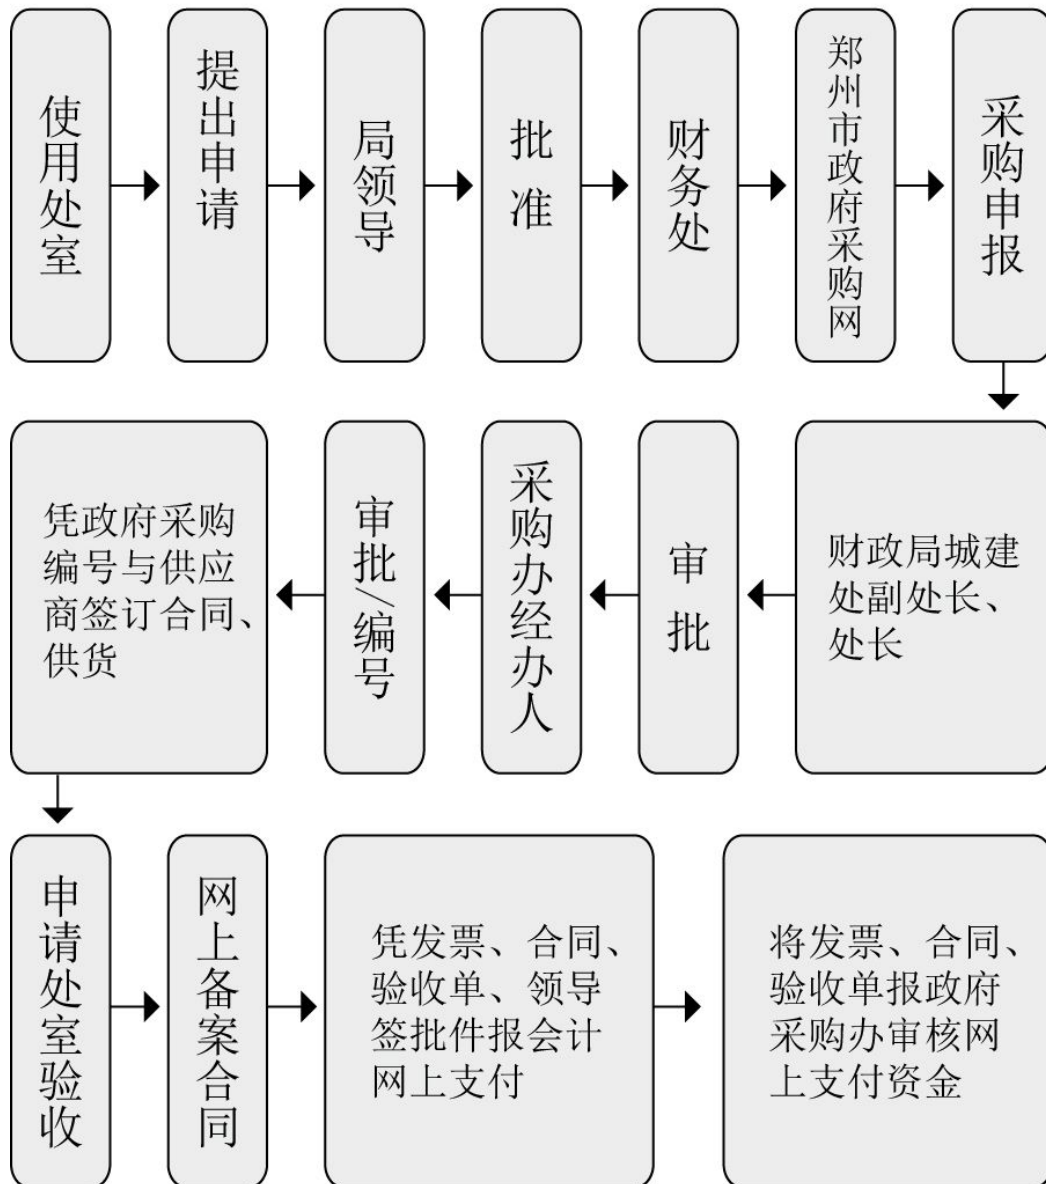 使用处室
提出申请
局领导
批准
财务处
郑州市政府采购网
采购申报
财政局城建
处副处长、
处长
审批
采购办经办人
审批/编号
凭政府采购
编号与供应
商签订合同、
供货
申请处室验收
网上备案合同
凭发票、合同、
验收单、领导
签批件报会计
网上支付
将发票、合同、
验收单报政府
采购办审核网
上支付资金